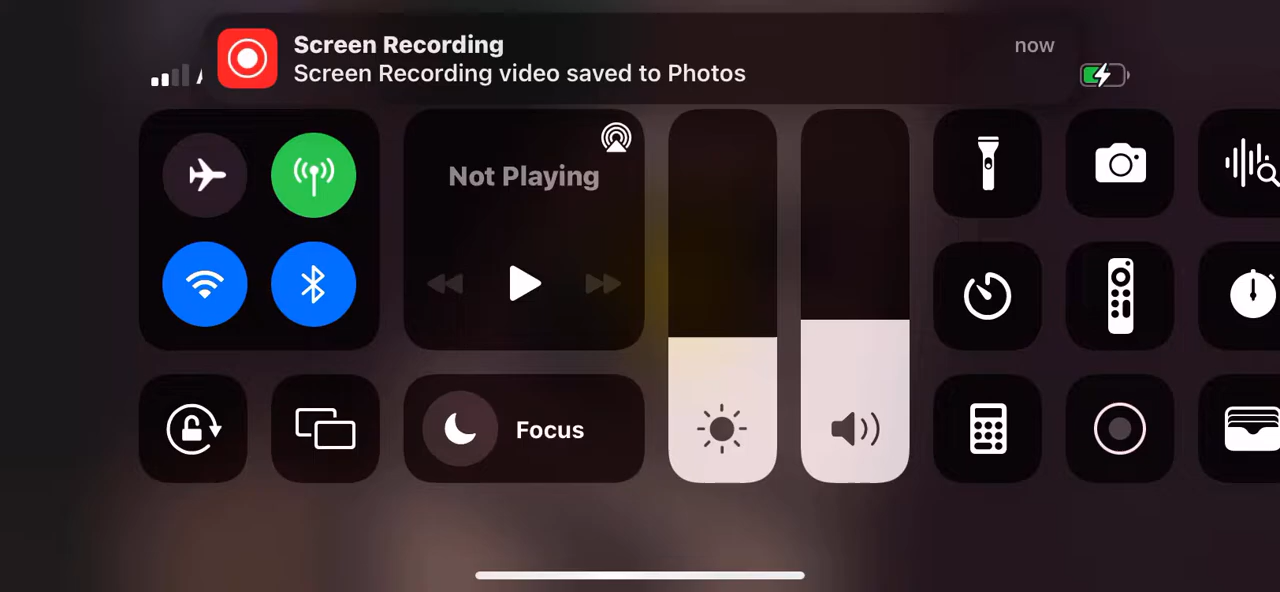 Screen Recording
now
Screen Recording video saved to Photos
Not Playing
Focus